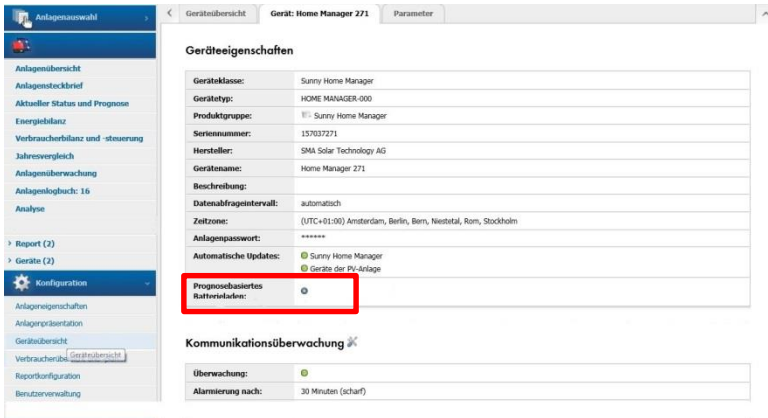 Anlagenauswahl
Anlagenübersicht
Anlagensteckbrief
Aktueller Status und Prognose
Energiebilanz
Verbraucherbilanz und -steuerung
Jahresvergleich
Anlagenüberwachung
Anlagenlogbuch: 16
Analyse
Report (2)
Geräte (2)
Konfiguration
Anlageneigenschaften
Anlagenpräsentation
Geräteübersicht
Verbraucherübe
Geräteübersicht
Reportkonfiguration
Benutzerverwaltung
Geräteübersicht Gerät: Home Manager 271 Parameter
Geräteeigenschaften
Geräteklasse: Sunny Home Manager
Gerätetyp: HOME MANAGER-000
Produktgruppe: Sunny Home Manager
Seriennummer: 157037271
Hersteller: SMA Solar Technology AG
Gerätename: Home Manager 271
Beschreibung:
Datenabfrageintervall: automatisch
Zeitzone: (UTC+01:00) Amsterdam, Berlin, Bern, Niestetal, Rom, Stockholm
Anlagenpasswort: ******
Automatische Updates: Sunny Home Manager
Geräte der PV-Anlage
Prognosebasiertes
Batterieladen:
Kommunikationsüberwachung
Überwachung:
Alarmierung nach: 30 Minuten (scharf)